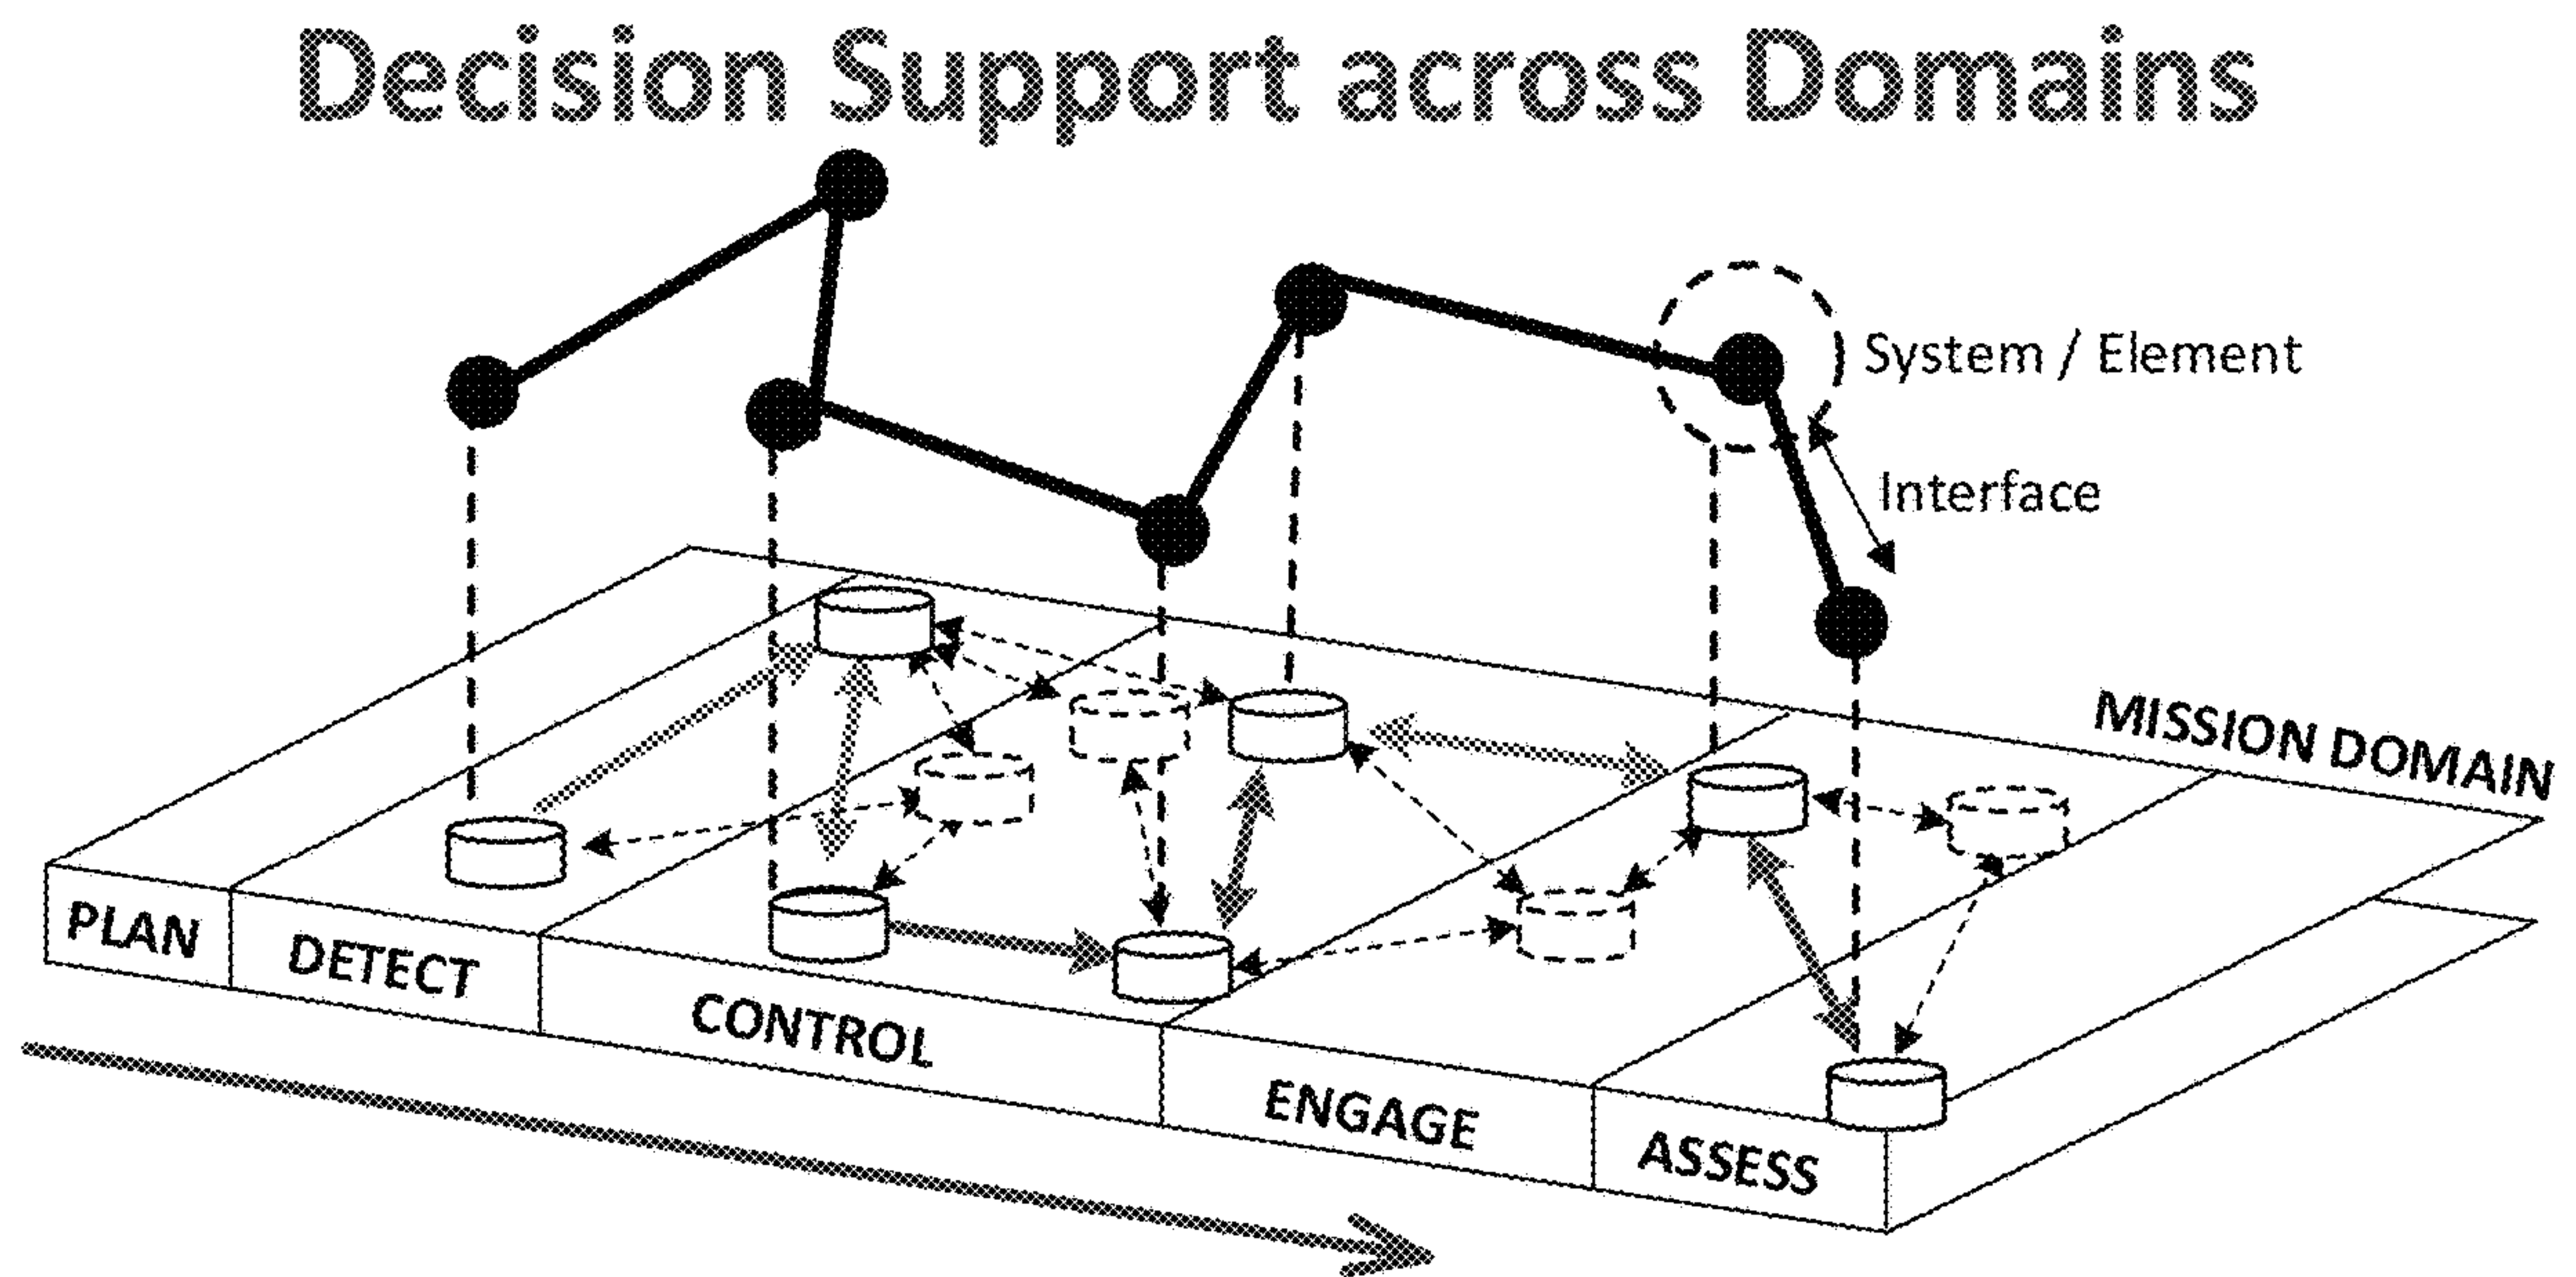 Decision Support across Domains
System / Element
Interface
MISSION DOMAIN
PLAN
DETECT
CONTROL
ENGAGE
ASSESS